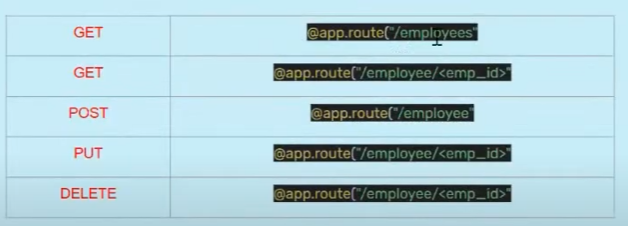 GET @app.route("/employees"
GET @app.route("/employee/<emp_id>"
POST @app.route("/employee"
PUT @app.route("/employee/<emp_id>"
DELETE @app.route("/employee/<emp_id>"